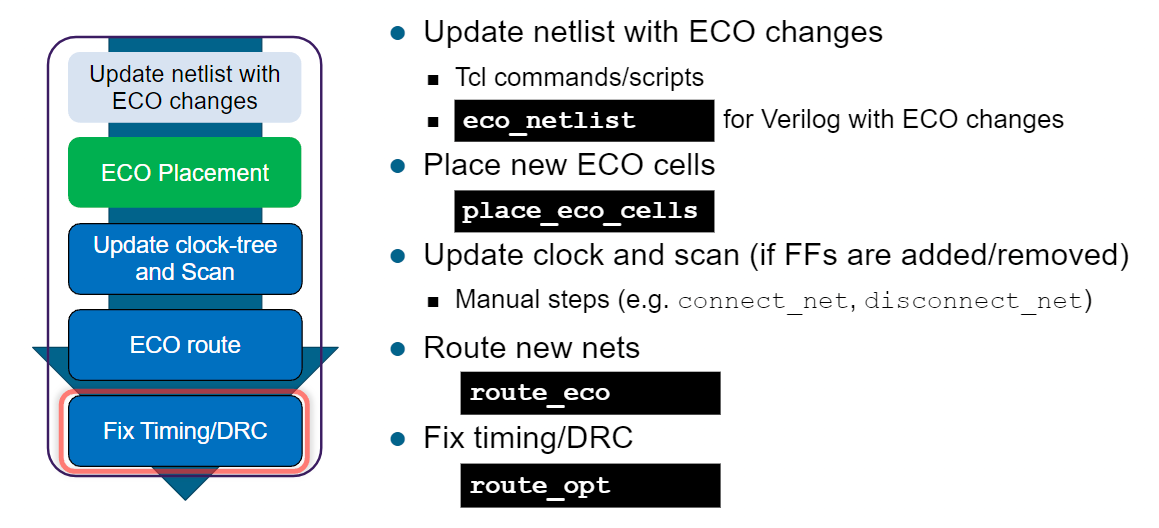 Update netlist with
ECO changes
ECO Placement
Update clock-tree
and Scan
ECO route
Fix Timing/DRC
Update netlist with ECO changes
Tcl commands/scripts
eco_netlist for Verilog with ECO changes
Place new ECO cells
place_eco_cells
Update clock and scan (if FFs are added/removed)
Manual steps (e.g. connect_net, disconnect_net)
Route new nets
route_eco
Fix timing/DRC
route_opt